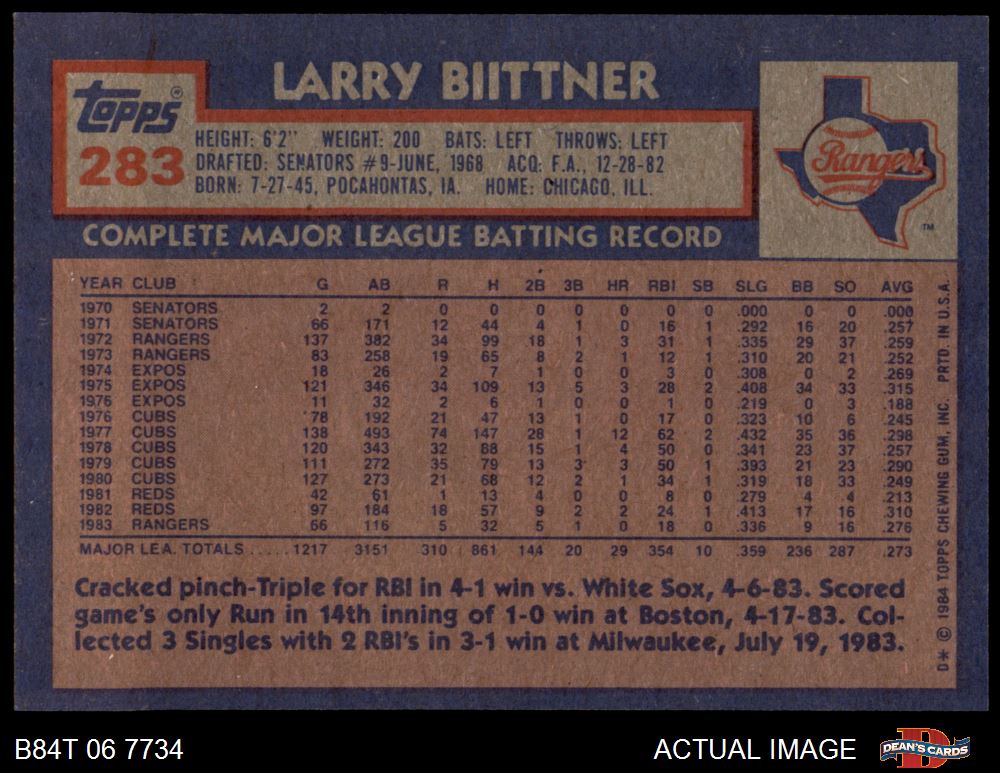 LARRY BIITTNER
Topps
283
HEIGHT: 6'2" WEIGHT: 200 BATS: LEFT THROWS: LEFT
DRAFTED: SENATORS #9-JUNE, 1968 ACQ: F.A., 12-28-82
BORN: 7-27-45, POCAHONTAS, IA. HOME: CHICAGO, ILL.
Rangers
TM
COMPLETE MAJOR LEAGUE BATTING RECORD
YEAR CLUB G AB R H 2B 3B HR RBI SB SLG BB SO AVG
1970 SENATORS 2 2 0 0 0 0 0 0 0 .000 0 0 .000
1971 SENATORS 66 171 12 44 4 1 0 16 1 .292 16 20 .257
1972 RANGERS 137 382 34 99 18 1 3 31 1 .335 29 37 .259
1973 RANGERS 83 258 19 65 8 2 1 12 1 .310 20 21 .252
1974 EXPOS 18 26 2 7 1 0 0 3 0 .308 0 2 .269
1975 EXPOS 121 346 34 109 13 5 3 28 2 .408 34 33 .315
1976 EXPOS 11 32 2 6 1 0 0 1 0 .219 0 3 .188
1976 CUBS 78 192 21 47 13 1 0 17 0 .323 10 6 .245
1977 CUBS 138 493 74 147 28 1 12 62 2 .432 35 36 .298
1978 CUBS 120 343 32 88 15 1 4 50 0 .341 23 37 .257
1979 CUBS 111 272 35 79 13 3 3 50 1 .393 21 23 .290
1980 CUBS 127 273 21 68 12 2 1 34 1 .319 18 33 .249
1981 REDS 42 61 1 13 4 0 0 8 0 .279 4 4 .213
1982 REDS 97 184 18 57 9 2 2 24 1 .413 17 16 .310
1983 RANGERS 66 116 5 32 5 1 0 18 0 .336 9 16 .276
MAJOR LEA. TOTALS ..... 1217 3151 310 861 144 20 29 354 10 .359 236 287 .273
Cracked pinch-Triple for RBI in 4-1 win vs. White Sox, 4-6-83. Scored
game's only Run in 14th inning of 1-0 win at Boston, 4-17-83. Col-
lected 3 Singles with 2 RBI's in 3-1 win at Milwaukee, July 19, 1983.
D* © 1984 TOPPS CHEWING GUM, INC. PRTD. IN U.S.A.
B84T 06 7734
ACTUAL IMAGE
D
DEAN'S CARDS